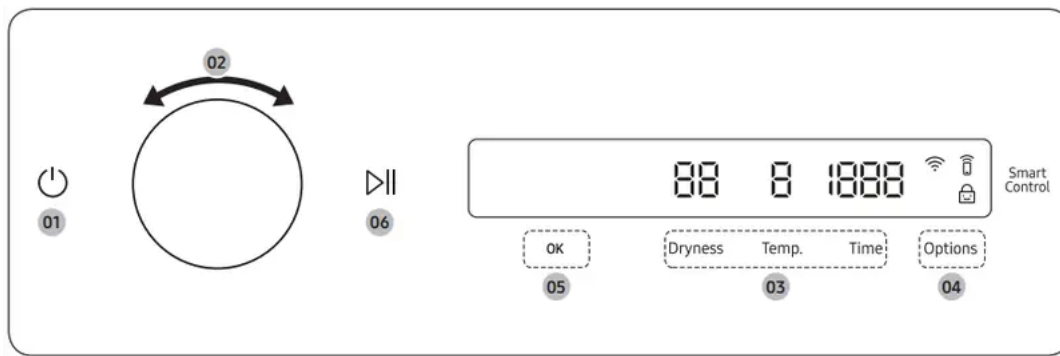 02
01
06
88 8 1888
Smart
Control
OK
Dryness Temp. Time
Options
05
03
04